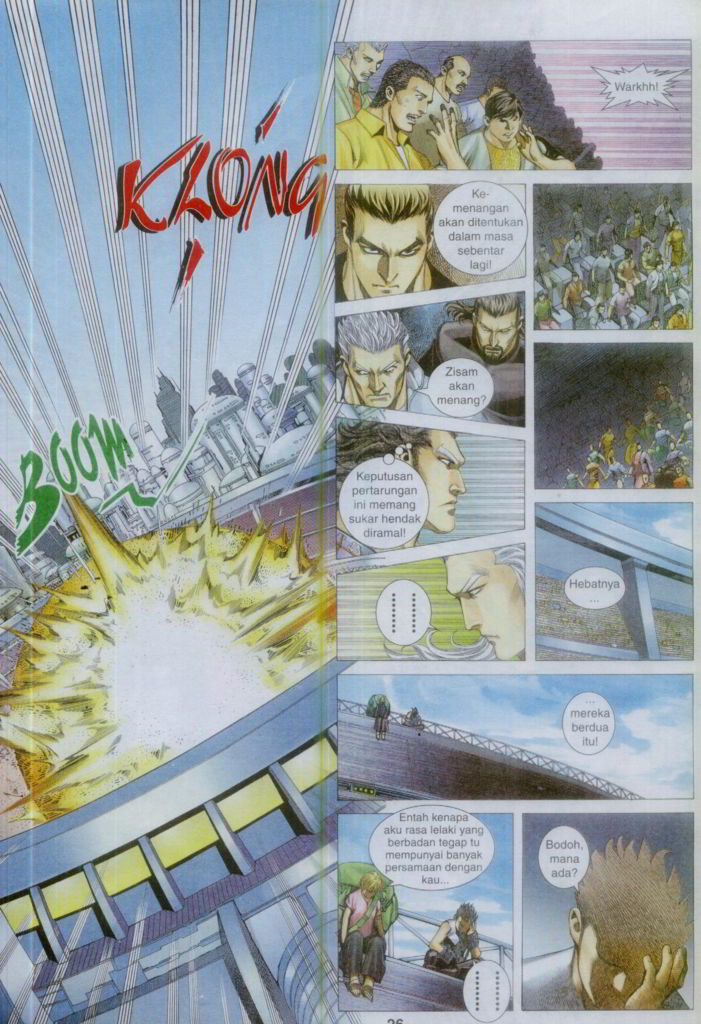 KLONG
BOOM
Warkhh!
Ke-
menangan
akan ditentukan
dalam masa
sebentar
lagi!
Zisam
akan
menang?
Keputusan
pertarungan
ini memang
sukar hendak
diramal!
Hebatnya
...
...
mereka
berdua
itu!
Entah kenapa
aku rasa lelaki yang
berbadan tegap tu
mempunyai banyak
persamaan dengan
kau...
Bodoh,
mana
ada?
26